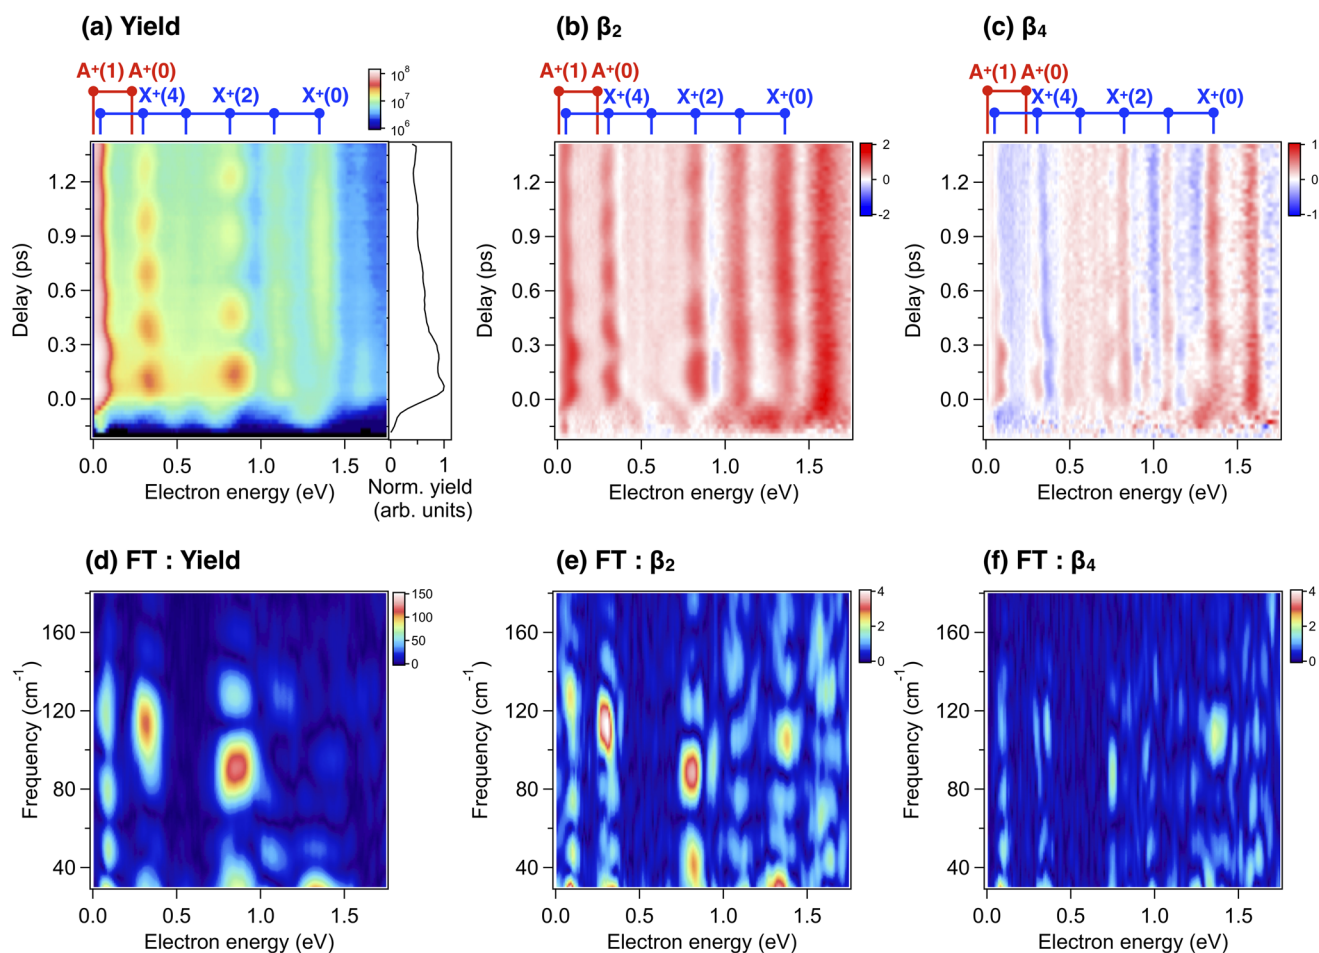 (a) Yield
A⁺(1) A⁺(0)
X⁺(4) X⁺(2) X⁺(0)
10⁸
10⁷
10⁶
Delay (ps)
1.2
0.9
0.6
0.3
0.0
0.0 0.5 1.0 1.5
Electron energy (eV)
0 1
Norm. yield
(arb. units)
(b) β₂
A⁺(1) A⁺(0)
X⁺(4) X⁺(2) X⁺(0)
2
0
-2
Delay (ps)
1.2
0.9
0.6
0.3
0.0
0.0 0.5 1.0 1.5
Electron energy (eV)
(c) β₄
A⁺(1) A⁺(0)
X⁺(4) X⁺(2) X⁺(0)
1
0
-1
Delay (ps)
1.2
0.9
0.6
0.3
0.0
0.0 0.5 1.0 1.5
Electron energy (eV)
(d) FT : Yield
150
100
50
0
Frequency (cm⁻¹)
160
120
80
40
0.0 0.5 1.0 1.5
Electron energy (eV)
(e) FT : β₂
4
2
0
Frequency (cm⁻¹)
160
120
80
40
0.0 0.5 1.0 1.5
Electron energy (eV)
(f) FT : β₄
4
2
0
Frequency (cm⁻¹)
160
120
80
40
0.0 0.5 1.0 1.5
Electron energy (eV)